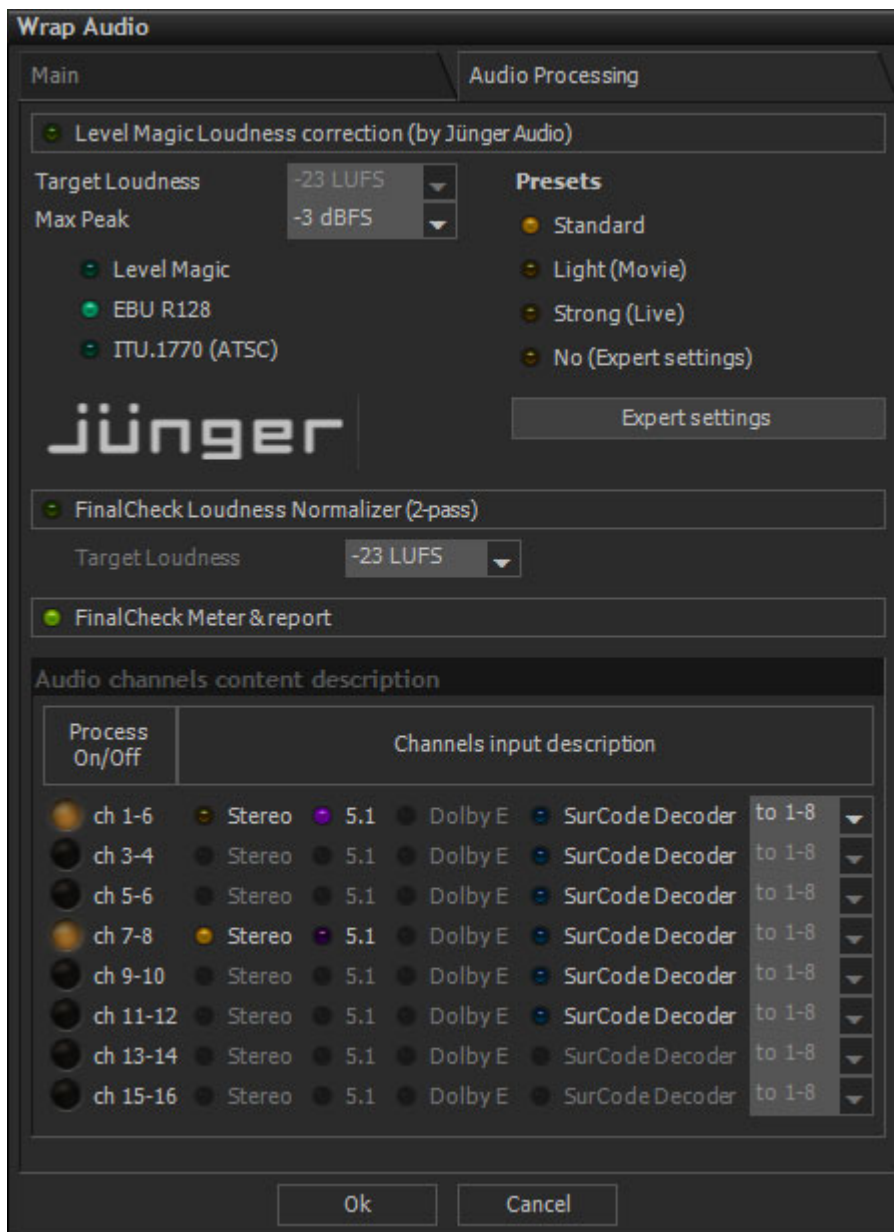 Wrap Audio
Main
Audio Processing
Level Magic Loudness correction (by Jünger Audio)
Target Loudness
-23 LUFS
Presets
Max Peak
-3 dBFS
Standard
Level Magic
Light (Movie)
EBU R128
Strong (Live)
ITU.1770 (ATSC)
No (Expert settings)
jünger
Expert settings
FinalCheck Loudness Normalizer (2-pass)
Target Loudness
-23 LUFS
FinalCheck Meter & report
Audio channels content description
Process
On/Off
Channels input description
ch 1-6 Stereo 5.1 Dolby E SurCode Decoder to 1-8
ch 3-4 Stereo 5.1 Dolby E SurCode Decoder to 1-8
ch 5-6 Stereo 5.1 Dolby E SurCode Decoder to 1-8
ch 7-8 Stereo 5.1 Dolby E SurCode Decoder to 1-8
ch 9-10 Stereo 5.1 Dolby E SurCode Decoder to 1-8
ch 11-12 Stereo 5.1 Dolby E SurCode Decoder to 1-8
ch 13-14 Stereo 5.1 Dolby E SurCode Decoder to 1-8
ch 15-16 Stereo 5.1 Dolby E SurCode Decoder to 1-8
Ok
Cancel